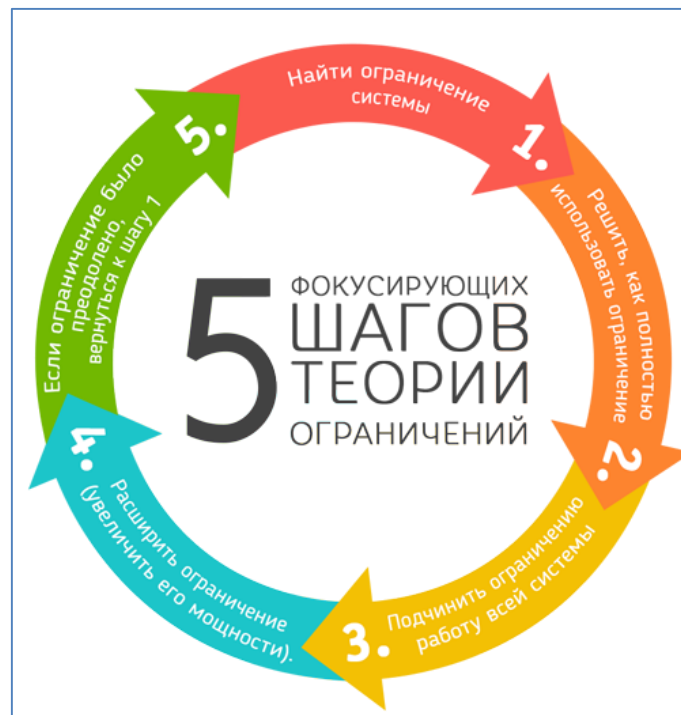 5
ФОКУСИРУЮЩИХ
ШАГОВ
ТЕОРИИ
ОГРАНИЧЕНИЙ
1.
Найти ограничение
системы
2.
Решить, как полностью
использовать ограничение
3.
Подчинить ограничению
работу всей системы
4.
Расширить ограничение
(увеличить его мощности).
5.
Если ограничение было
преодолено,
вернуться к шагу 1